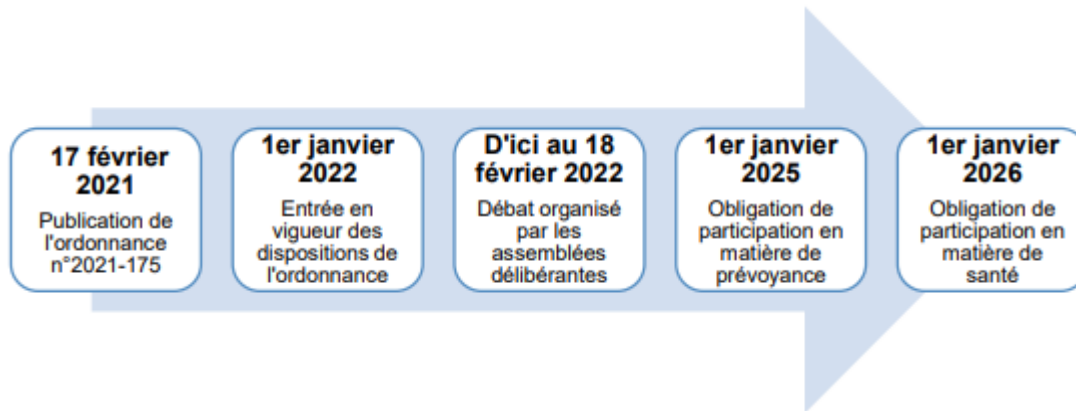 17 février
2021
Publication de
l'ordonnance
n°2021-175
1er janvier
2022
Entrée en
vigueur des
dispositions de
l'ordonnance
D'ici au 18
février 2022
Débat organisé
par les
assemblées
délibérantes
1er janvier
2025
Obligation de
participation en
matière de
prévoyance
1er janvier
2026
Obligation de
participation en
matière de
santé